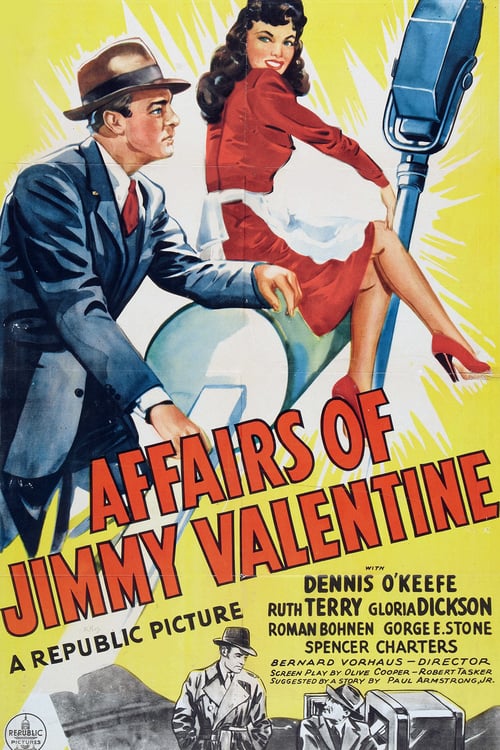 AFFAIRS OF
JIMMY VALENTINE
WITH
DENNIS O'KEEFE
RUTH TERRY GLORIA DICKSON
ROMAN BOHNEN GORGE E. STONE
SPENCER CHARTERS
BERNARD VORHAUS – DIRECTOR
SCREEN PLAY BY OLIVE COOPER – ROBERT TASKER
SUGGESTED BY A STORY BY PAUL ARMSTRONG, JR.
A REPUBLIC PICTURE
REPUBLIC
PICTURES